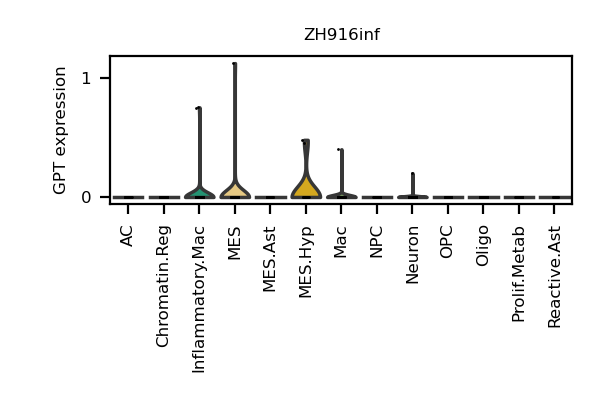 ZH916inf
GPT expression
1
0
AC
Chromatin.Reg
Inflammatory.Mac
MES
MES.Ast
MES.Hyp
Mac
NPC
Neuron
OPC
Oligo
Prolif.Metab
Reactive.Ast